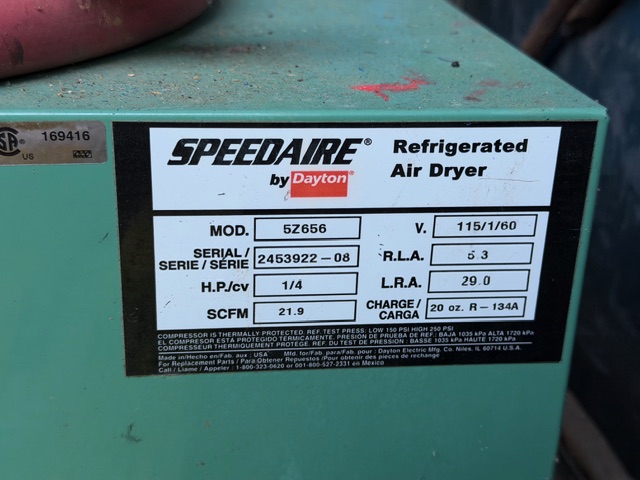 SA
US
169416
SPEEDAIRE®
by Dayton®
Refrigerated
Air Dryer
MOD. 5Z656
V. 115/1/60
SERIAL /
SERIE / SÉRIE 2453922-08
R.L.A. 5.3
H.P./cv 1/4
L.R.A. 29.0
SCFM 21.9
CHARGE /
CARGA 20 oz. R-134A
COMPRESSOR IS THERMALLY PROTECTED. REF. TEST PRESS: LOW 150 PSI HIGH 250 PSI
EL COMPRESOR ESTÁ PROTEGIDO TERMICAMENTE. PRESION DE PRUEBA DE REF.: BAJA 1035 kPa ALTA 1720 kPa
COMPRESSEUR THERMIQUEMENT PROTÉGÉ. REF. DU TEST DE PRESSION : BASSE 1035 kPa HAUTE 1720 kPa
Made in/Hecho en/Fab. aux : USA Mfd. for/Fab. para/Fab. pour : Dayton Electric Mfg. Co. Niles, IL 60714 U.S.A.
For Replacement Parts / Para Obtener Repuestos /Pour obtenir des pièces de rechange
Call / Llame / Appeler : 1-800-323-0620 or 001-800-527-2331 en Mexico